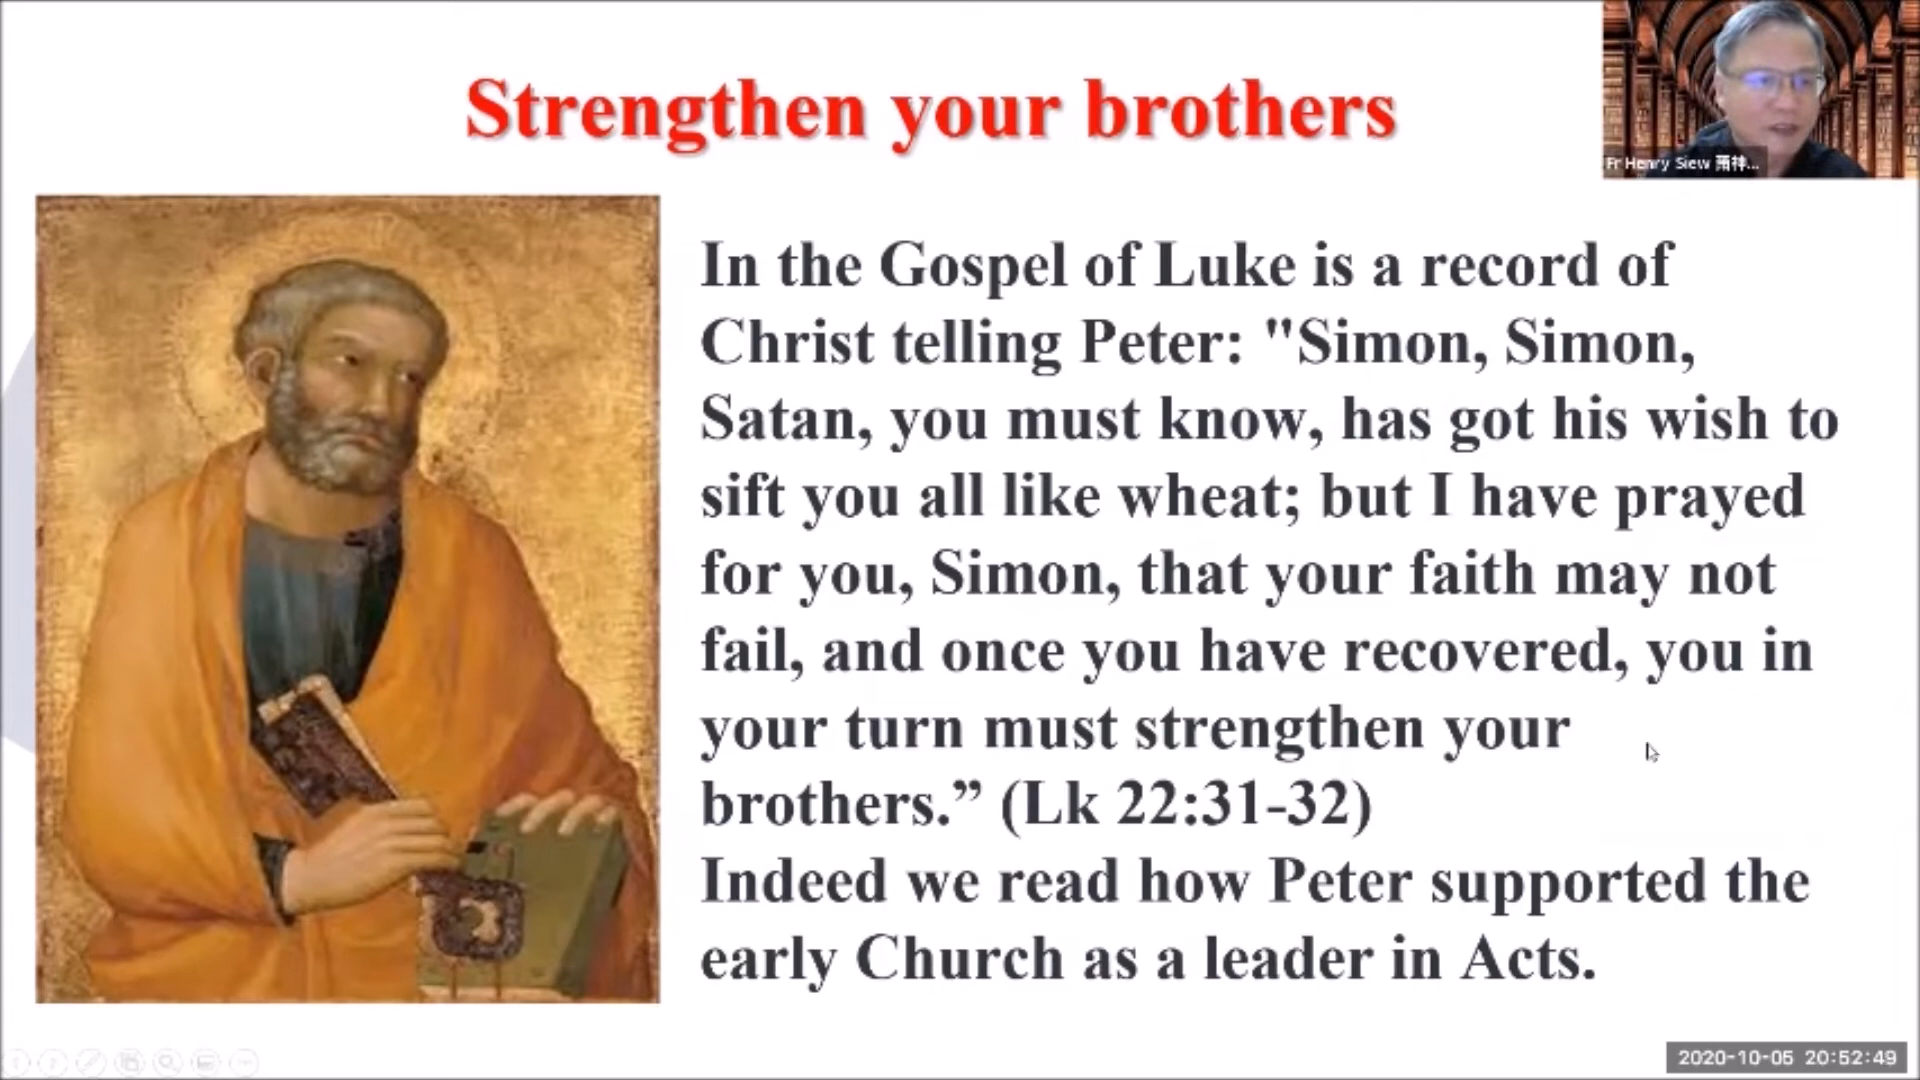 Strengthen your brothers
Fr Henry Siew 蕭神...
In the Gospel of Luke is a record of
Christ telling Peter: "Simon, Simon,
Satan, you must know, has got his wish to
sift you all like wheat; but I have prayed
for you, Simon, that your faith may not
fail, and once you have recovered, you in
your turn must strengthen your
brothers.” (Lk 22:31-32)
Indeed we read how Peter supported the
early Church as a leader in Acts.
2020-10-05 20:52:49